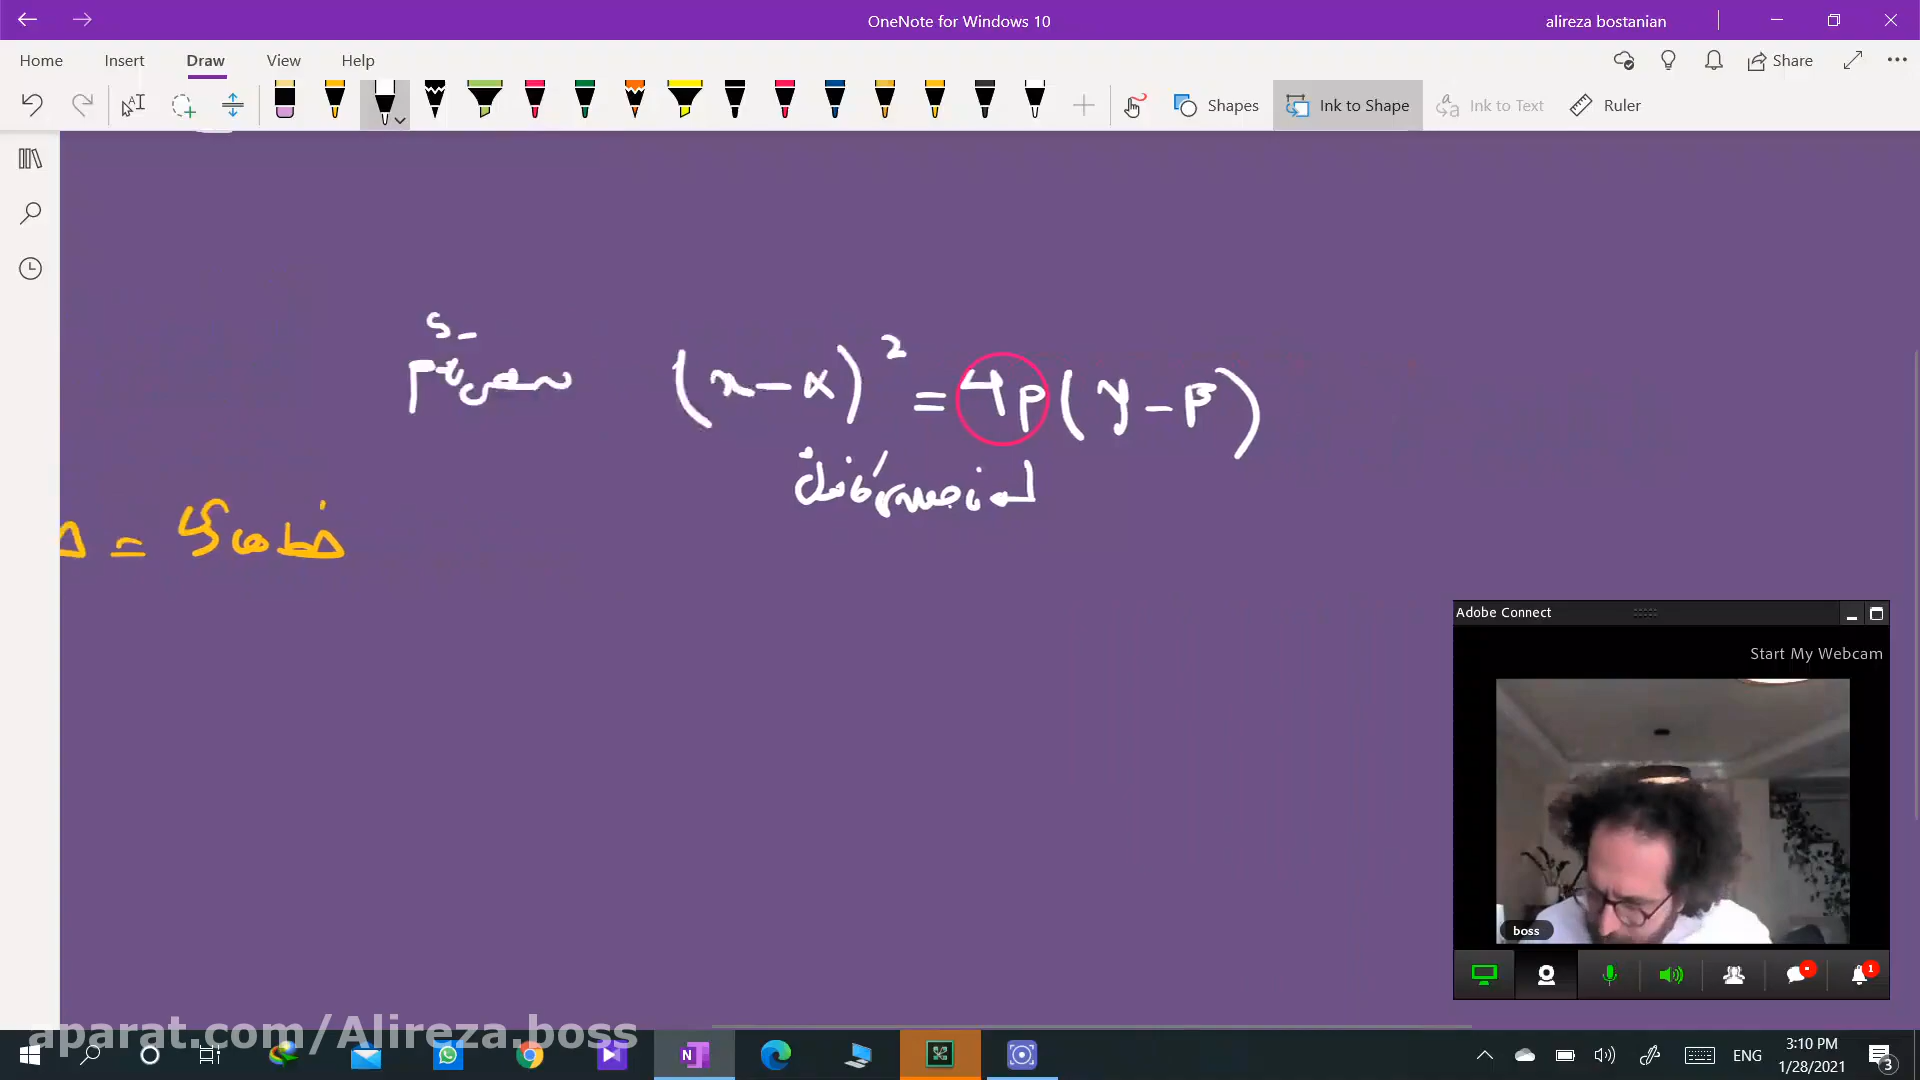 OneNote for Windows 10
alireza bostanian
Home Insert Draw View Help
Share
Shapes
Ink to Shape
Ink to Text
Ruler
(x-α)² = 4p(y-β)
Δ =
Adobe Connect
Start My Webcam
boss
1
aparat.com/Alireza.boss
ENG
3:10 PM
1/28/2021
3